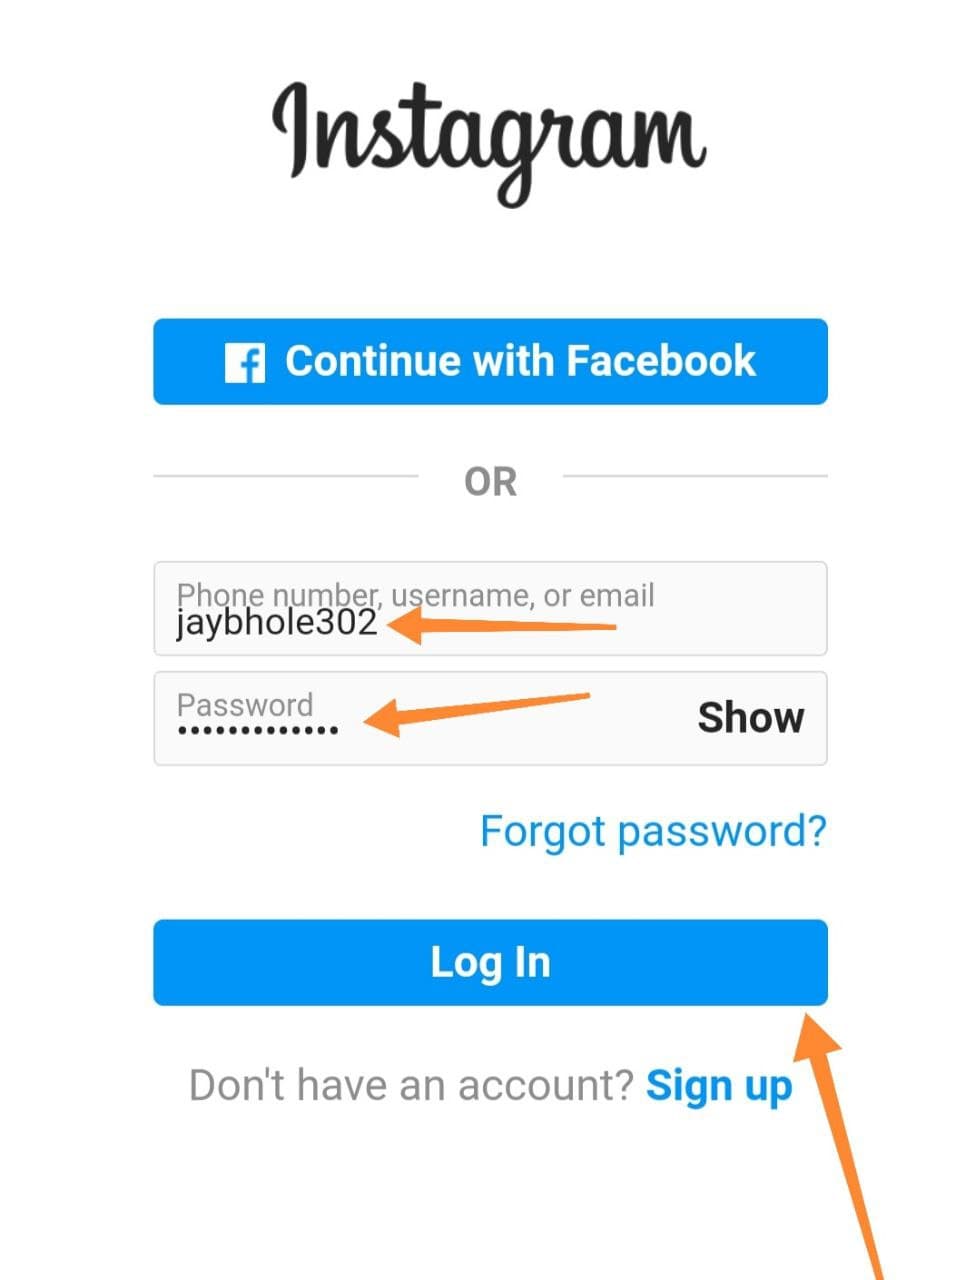 Instagram
Continue with Facebook
OR
Phone number, username, or email
jaybhole302
Password
•••••••••••••
Show
Forgot password?
Log In
Don't have an account? Sign up